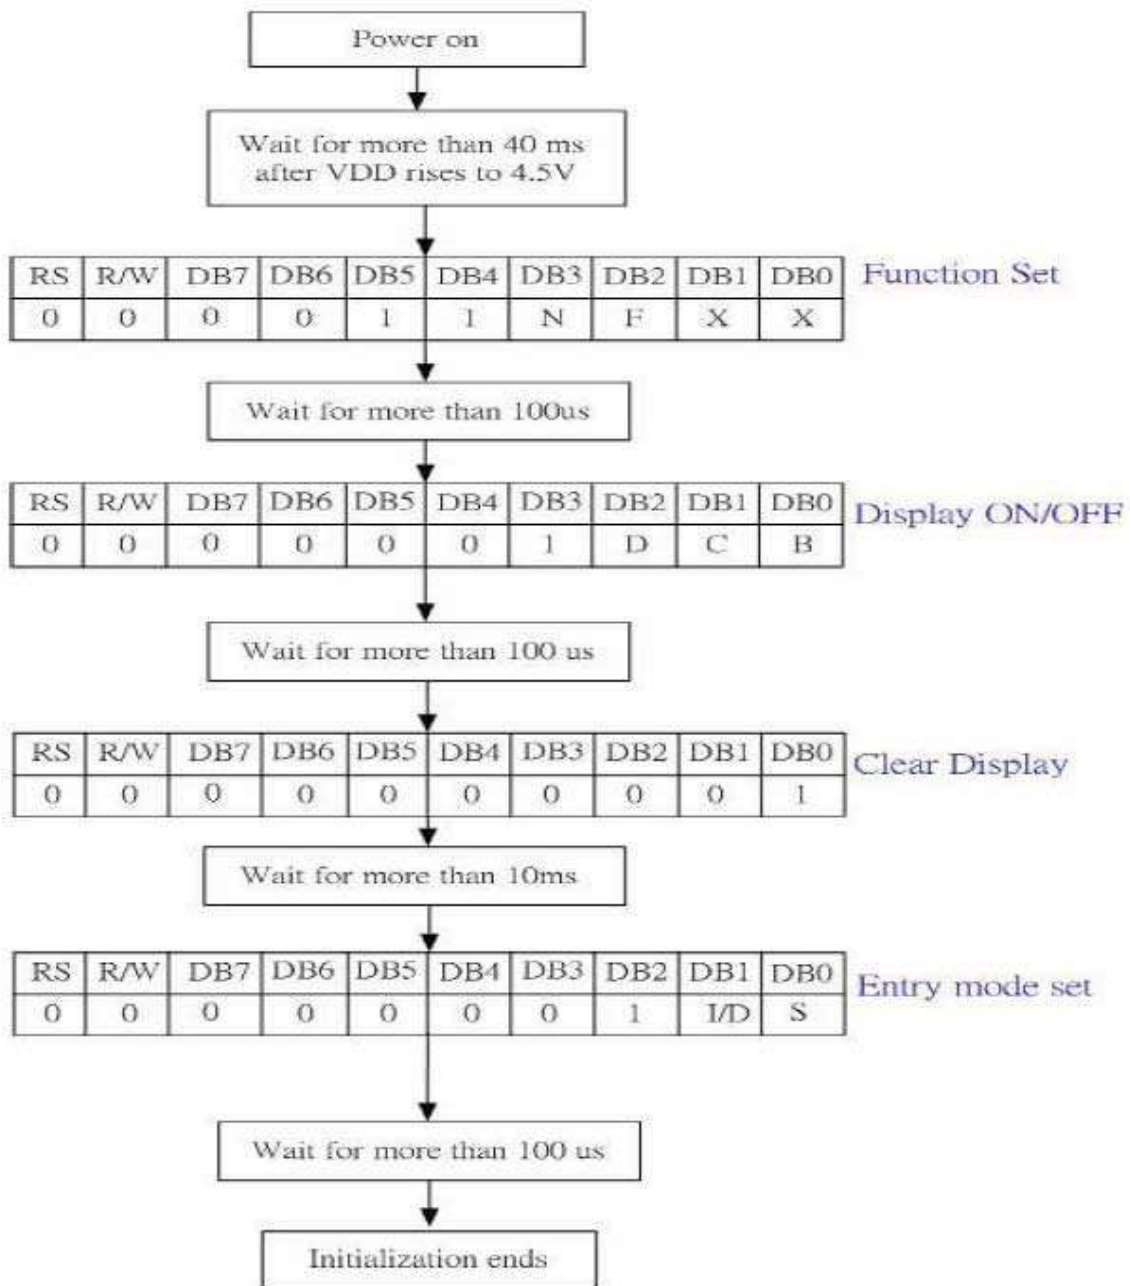 Power on
Wait for more than 40 ms
after VDD rises to 4.5V
RS R/W DB7 DB6 DB5 DB4 DB3 DB2 DB1 DB0 Function Set
0 0 0 0 1 1 N F X X
Wait for more than 100us
RS R/W DB7 DB6 DB5 DB4 DB3 DB2 DB1 DB0 Display ON/OFF
0 0 0 0 0 0 1 D C B
Wait for more than 100 us
RS R/W DB7 DB6 DB5 DB4 DB3 DB2 DB1 DB0 Clear Display
0 0 0 0 0 0 0 0 0 1
Wait for more than 10ms
RS R/W DB7 DB6 DB5 DB4 DB3 DB2 DB1 DB0 Entry mode set
0 0 0 0 0 0 0 1 I/D S
Wait for more than 100 us
Initialization ends